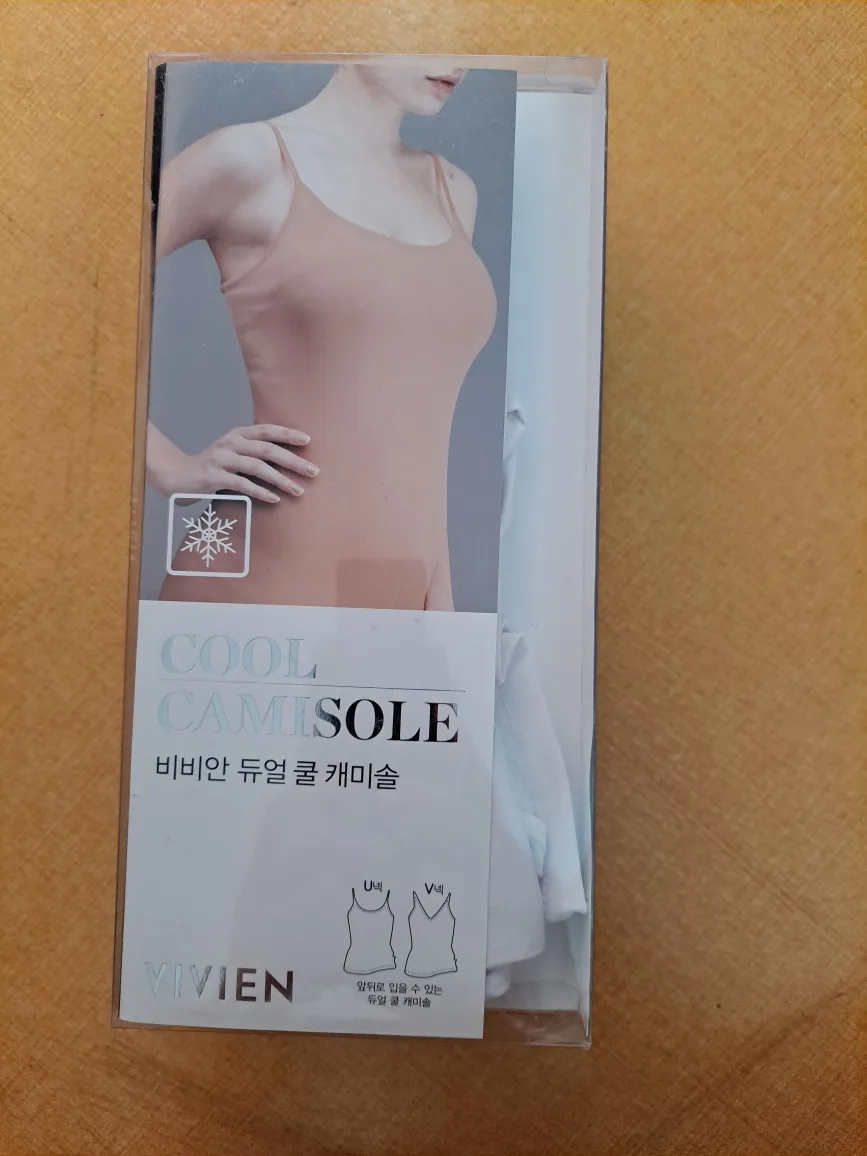 COOL
CAMISOLE
비비안 듀얼 쿨 캐미솔
U넥 V넥
앞뒤로 입을 수 있는
듀얼 쿨 캐미솔
VIVIEN